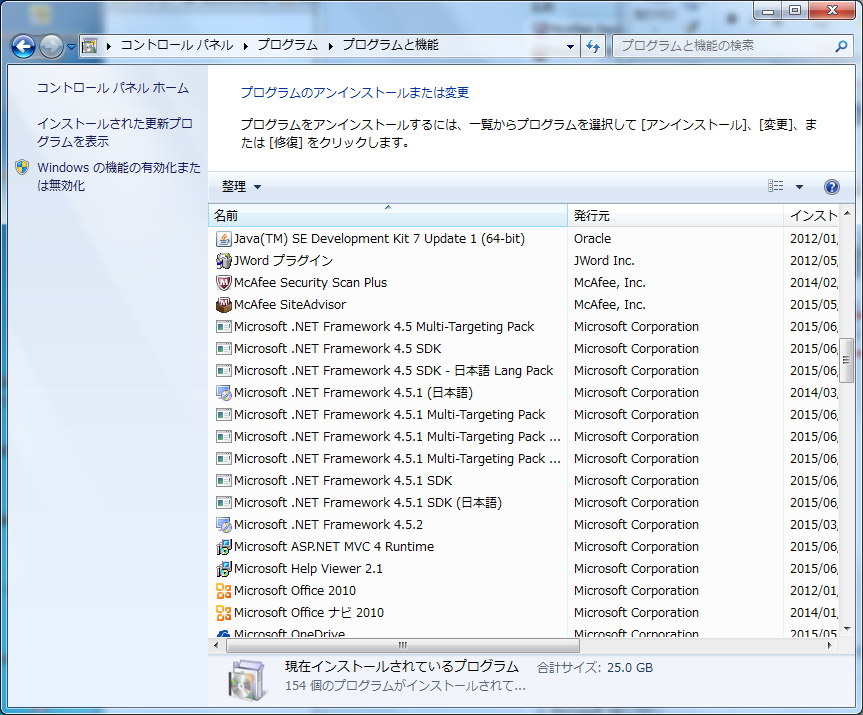 コントロール パネル ▸ プログラム ▸ プログラムと機能
プログラムと機能の検索
コントロール パネル ホーム
インストールされた更新プロ
グラムを表示
Windows の機能の有効化また
は無効化
プログラムのアンインストールまたは変更
プログラムをアンインストールするには、一覧からプログラムを選択して [アンインストール]、[変更]、ま
たは [修復] をクリックします。
整理
名前 発行元 インスト
Java(TM) SE Development Kit 7 Update 1 (64-bit) Oracle 2012/01,
JWord プラグイン JWord Inc. 2012/05,
McAfee Security Scan Plus McAfee, Inc. 2014/02,
McAfee SiteAdvisor McAfee, Inc. 2015/05,
Microsoft .NET Framework 4.5 Multi-Targeting Pack Microsoft Corporation 2015/06,
Microsoft .NET Framework 4.5 SDK Microsoft Corporation 2015/06,
Microsoft .NET Framework 4.5 SDK - 日本語 Lang Pack Microsoft Corporation 2015/06,
Microsoft .NET Framework 4.5.1 (日本語) Microsoft Corporation 2014/03,
Microsoft .NET Framework 4.5.1 Multi-Targeting Pack Microsoft Corporation 2015/06,
Microsoft .NET Framework 4.5.1 Multi-Targeting Pack ... Microsoft Corporation 2015/06,
Microsoft .NET Framework 4.5.1 Multi-Targeting Pack ... Microsoft Corporation 2015/06,
Microsoft .NET Framework 4.5.1 SDK Microsoft Corporation 2015/06,
Microsoft .NET Framework 4.5.1 SDK (日本語) Microsoft Corporation 2015/06,
Microsoft .NET Framework 4.5.2 Microsoft Corporation 2015/03,
Microsoft ASP.NET MVC 4 Runtime Microsoft Corporation 2015/06,
Microsoft Help Viewer 2.1 Microsoft Corporation 2015/06,
Microsoft Office 2010 Microsoft Corporation 2012/01,
Microsoft Office ナビ 2010 Microsoft Corporation 2014/01,
Microsoft OneDrive Microsoft Corporation 2015/05
現在インストールされているプログラム 合計サイズ: 25.0 GB
154 個のプログラムがインストールされて...